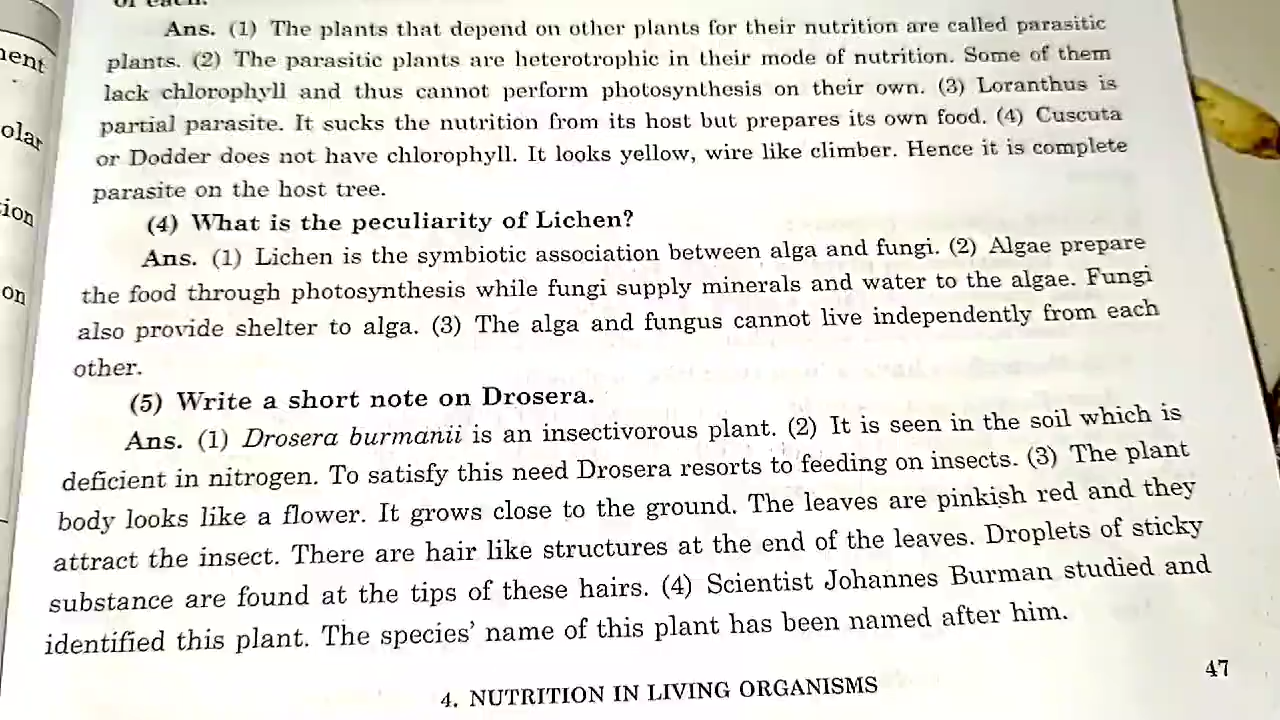 of each.
Ans. (1) The plants that depend on other plants for their nutrition are called parasitic
plants. (2) The parasitic plants are heterotrophic in their mode of nutrition. Some of them
lack chlorophyll and thus cannot perform photosynthesis on their own. (3) Loranthus is
partial parasite. It sucks the nutrition from its host but prepares its own food. (4) Cuscuta
or Dodder does not have chlorophyll. It looks yellow, wire like climber. Hence it is complete
parasite on the host tree.
(4) What is the peculiarity of Lichen?
Ans. (1) Lichen is the symbiotic association between alga and fungi. (2) Algae prepare
the food through photosynthesis while fungi supply minerals and water to the algae. Fungi
also provide shelter to alga. (3) The alga and fungus cannot live independently from each
other.
(5) Write a short note on Drosera.
Ans. (1) Drosera burmanii is an insectivorous plant. (2) It is seen in the soil which is
deficient in nitrogen. To satisfy this need Drosera resorts to feeding on insects. (3) The plant
body looks like a flower. It grows close to the ground. The leaves are pinkish red and they
attract the insect. There are hair like structures at the end of the leaves. Droplets of sticky
substance are found at the tips of these hairs. (4) Scientist Johannes Burman studied and
identified this plant. The species' name of this plant has been named after him.
4. NUTRITION IN LIVING ORGANISMS
47